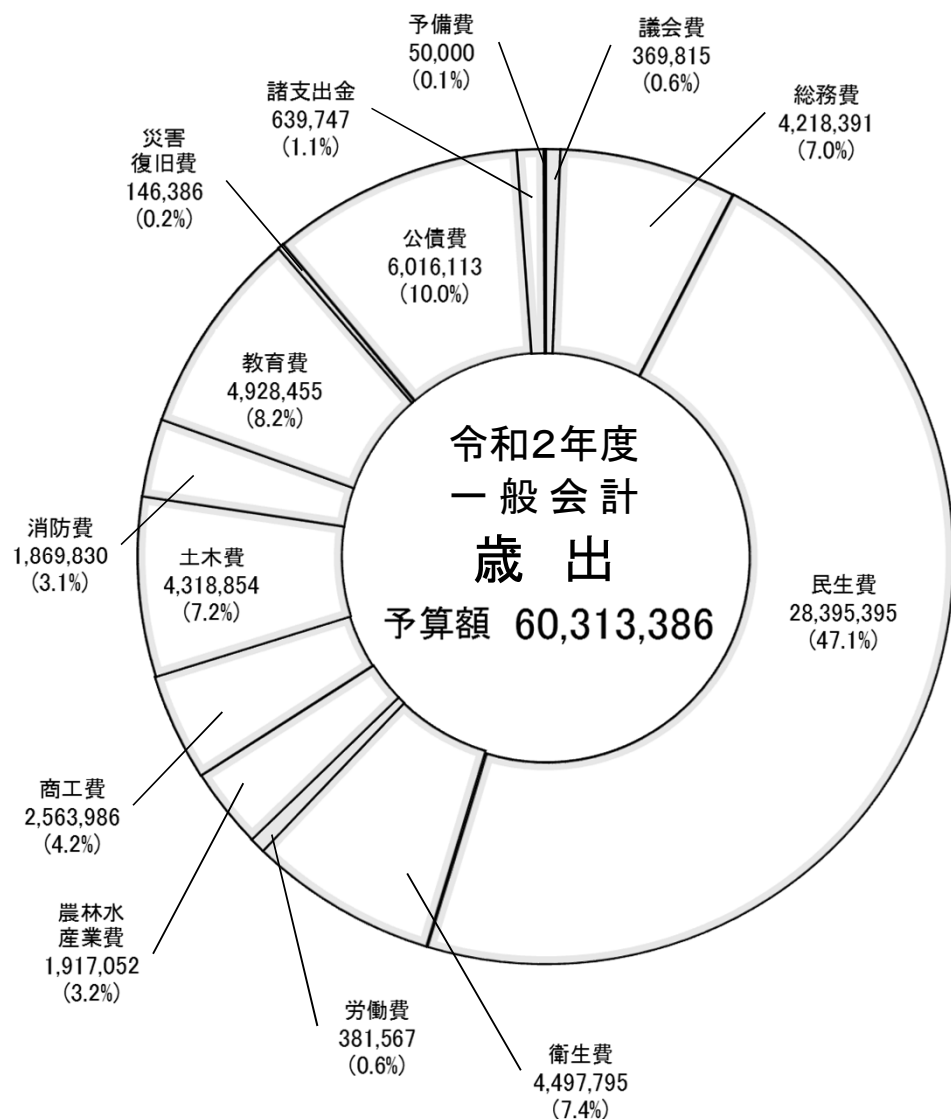 令和2年度
一般会計
歳出
予算額 60,313,386
議会費
369,815
(0.6%)
総務費
4,218,391
(7.0%)
民生費
28,395,395
(47.1%)
衛生費
4,497,795
(7.4%)
労働費
381,567
(0.6%)
農林水
産業費
1,917,052
(3.2%)
商工費
2,563,986
(4.2%)
土木費
4,318,854
(7.2%)
消防費
1,869,830
(3.1%)
教育費
4,928,455
(8.2%)
災害
復旧費
146,386
(0.2%)
公債費
6,016,113
(10.0%)
諸支出金
639,747
(1.1%)
予備費
50,000
(0.1%)